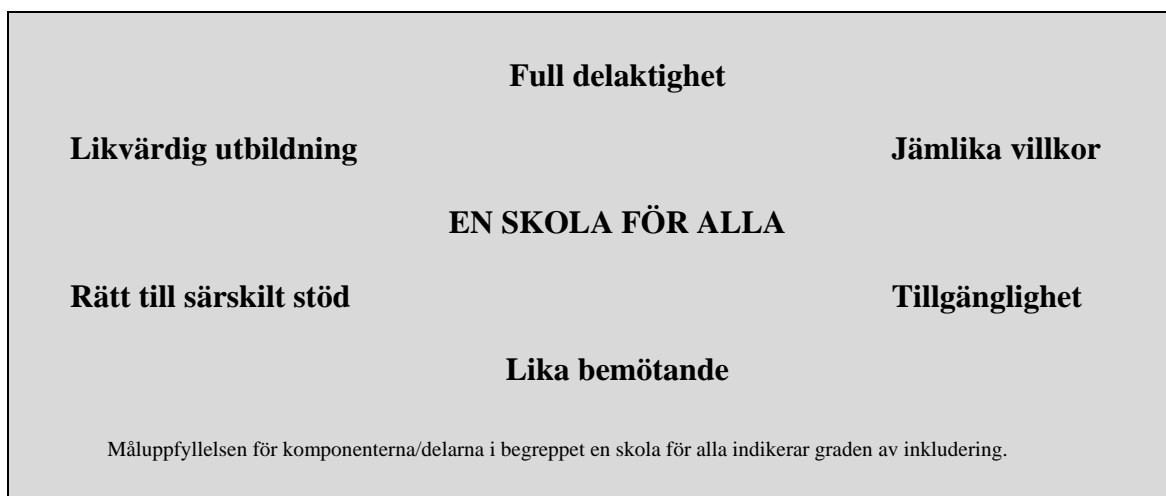 Full delaktighet
Likvärdig utbildning Jämlika villkor
EN SKOLA FÖR ALLA
Rätt till särskilt stöd Tillgänglighet
Lika bemötande
Måluppfyllelsen för komponenterna/delarna i begreppet en skola för alla indikerar graden av inkludering.